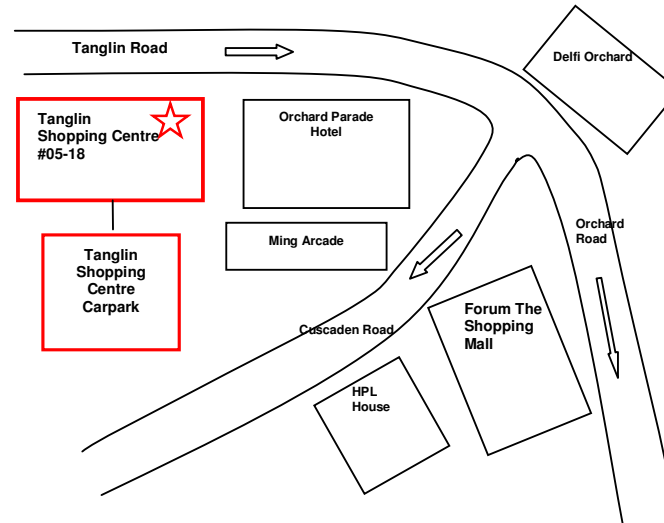 Tanglin Road
Delfi Orchard
Tanglin
Shopping Centre
#05-18
Orchard Parade
Hotel
Ming Arcade
Orchard
Road
Tanglin
Shopping
Centre
Carpark
Cuscaden Road
Forum The
Shopping
Mall
HPL
House